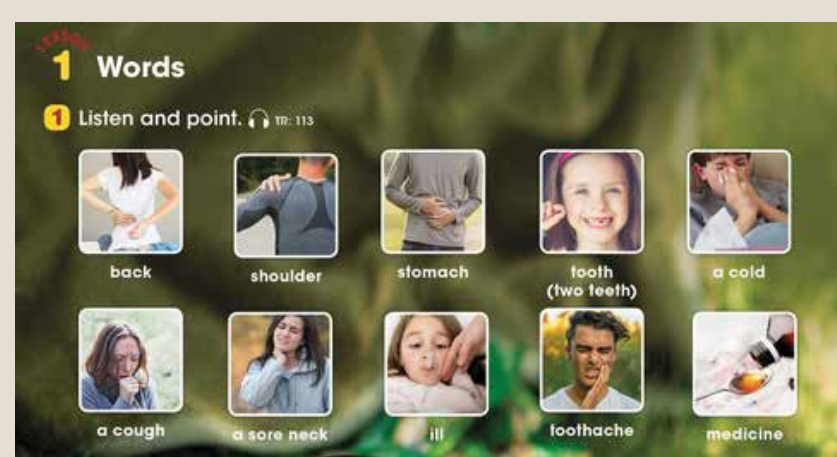 LESSON
1 Words
1 Listen and point. TR: 113
back
shoulder
stomach
tooth
(two teeth)
a cold
a cough
a sore neck
ill
toothache
medicine